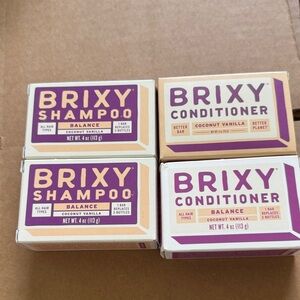 BRIXY
SHAMPOO
ALL HAIR TYPES
BALANCE
COCONUT VANILLA
1 BAR REPLACES 3 BOTTLES
NET WT. 4 oz (113 g)
BRIXY
CONDITIONER
BETTER BAR
COCONUT VANILLA
BETTER PLANET
BRIXY
SHAMPOO
ALL HAIR TYPES
BALANCE
COCONUT VANILLA
1 BAR REPLACES 3 BOTTLES
NET WT. 4 oz (113 g)
BRIXY
CONDITIONER
ALL HAIR TYPES
BALANCE
COCONUT VANILLA
1 BAR REPLACES 2 BOTTLES
NET WT. 4 oz (113 g)